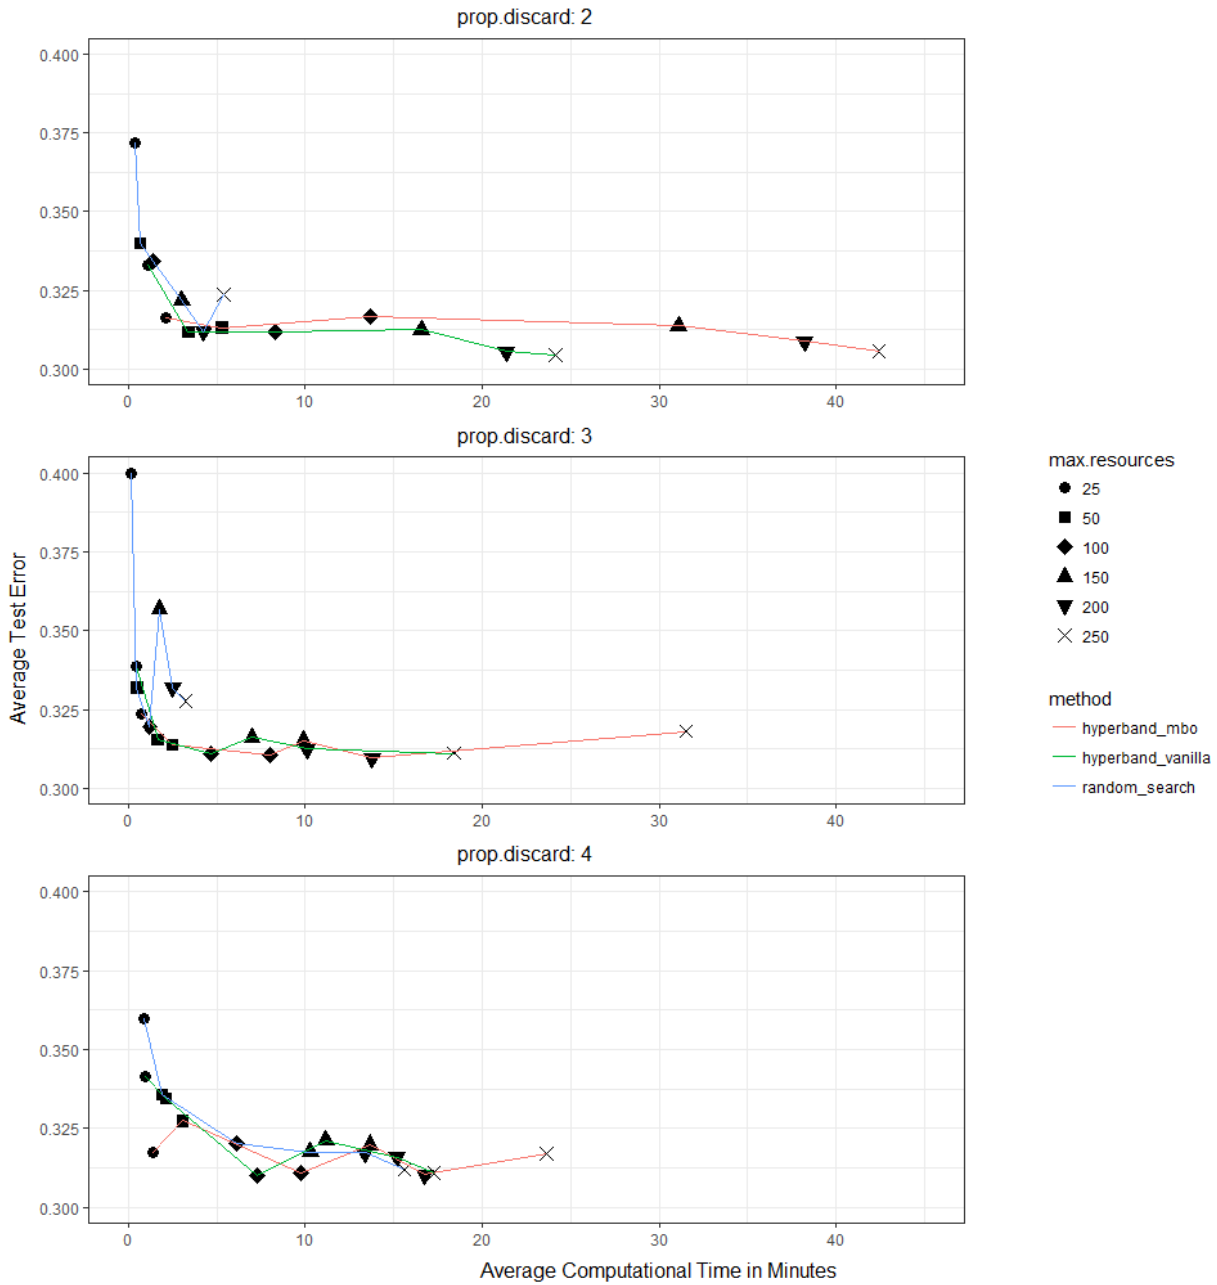 prop.discard: 2
0.400
0.375
0.350
0.325
0.300
0 10 20 30 40
prop.discard: 3
0.400
0.375
0.350
0.325
0.300
0 10 20 30 40
prop.discard: 4
0.400
0.375
0.350
0.325
0.300
0 10 20 30 40
Average Test Error
Average Computational Time in Minutes
max.resources
25
50
100
150
200
250
method
hyperband_mbo
hyperband_vanilla
random_search